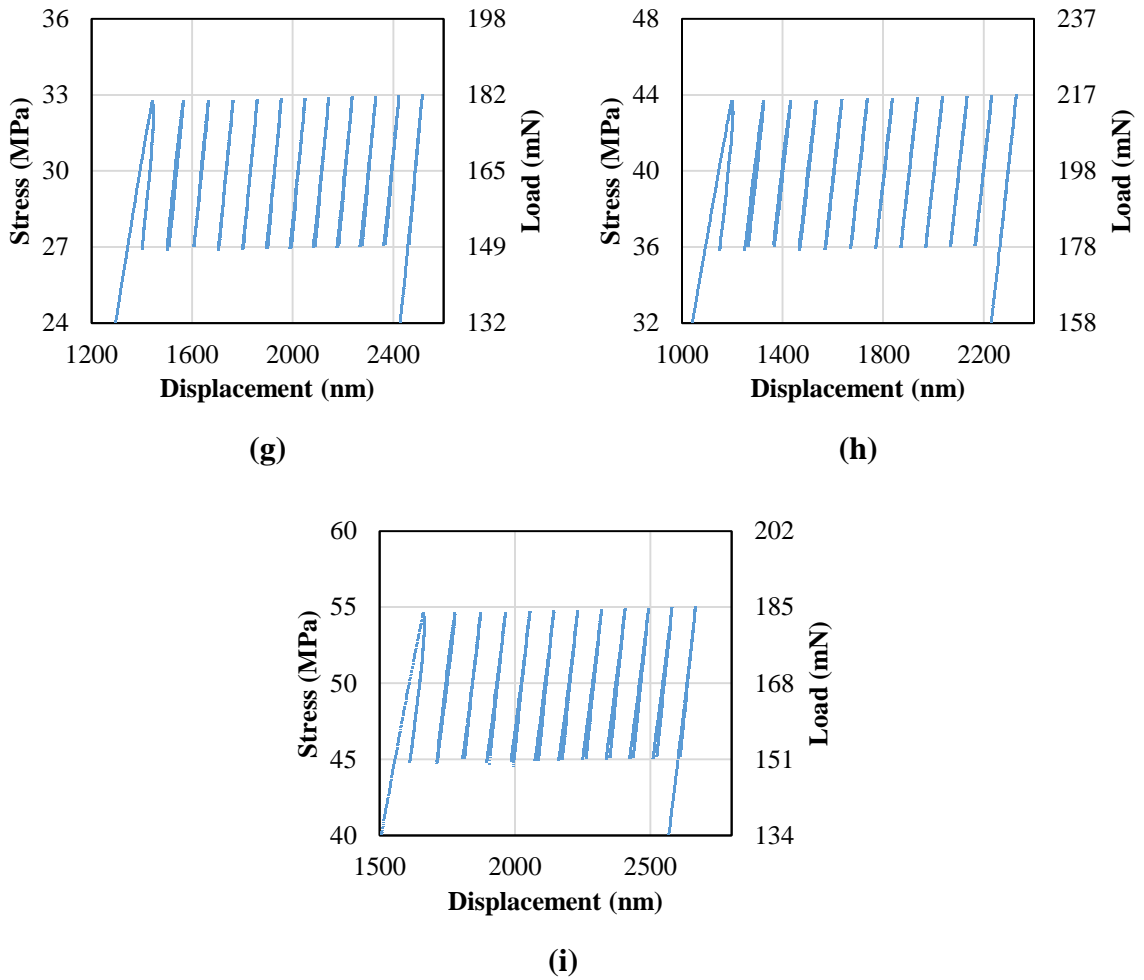 36
33
30
27
24
Stress (MPa)
198
182
165
149
132
Load (mN)
1200 1600 2000 2400
Displacement (nm)
(g)
48
44
40
36
32
Stress (MPa)
237
217
198
178
158
Load (mN)
1000 1400 1800 2200
Displacement (nm)
(h)
60
55
50
45
40
Stress (MPa)
202
185
168
151
134
Load (mN)
1500 2000 2500
Displacement (nm)
(i)